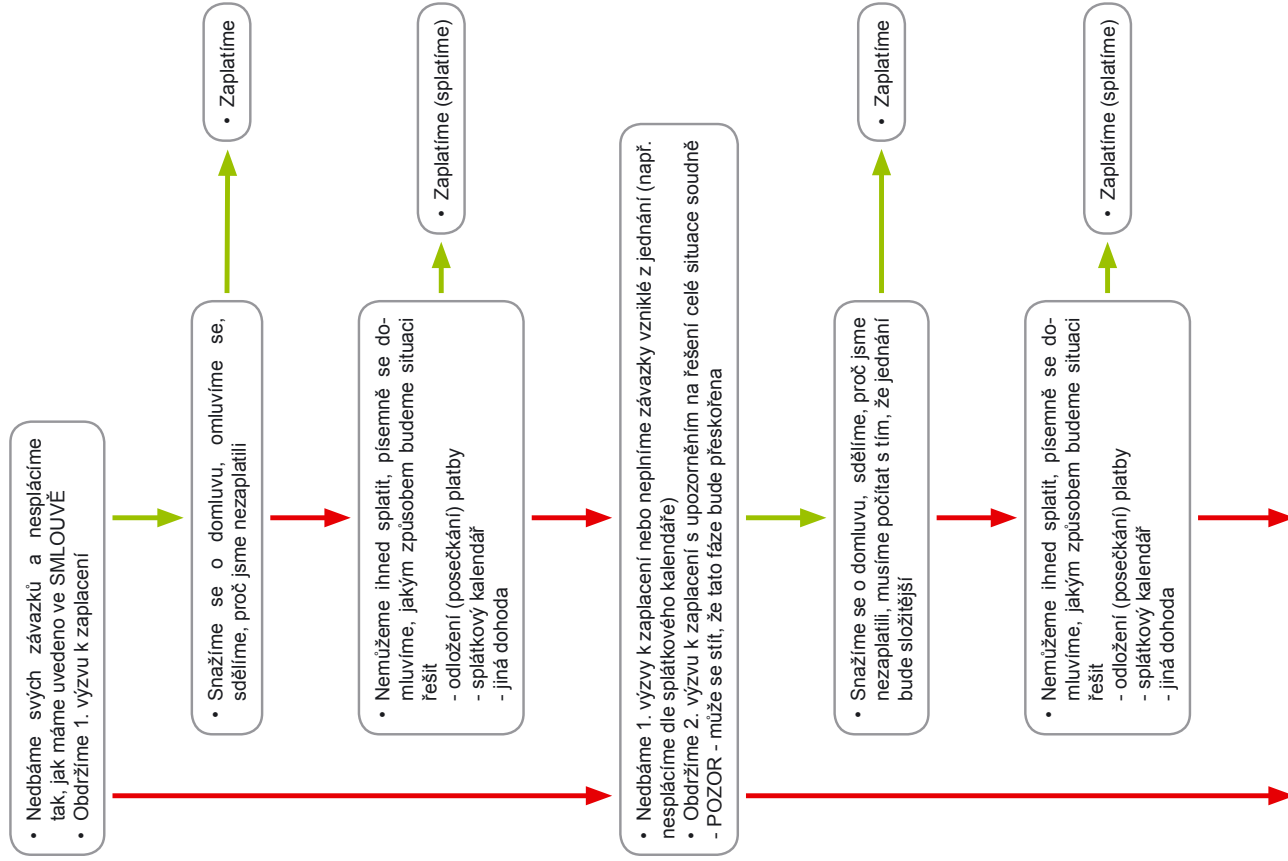 • Nedbáme svých závazků a nesplácíme
tak, jak máme uvedeno ve SMLOUVĚ
• Obdržíme 1. výzvu k zaplacení
• Snažíme se o domluvu, omluvíme se,
sdělíme, proč jsme nezaplatili
• Zaplatíme
• Nemůžeme ihned splatit, písemně se do-
mluvíme, jakým způsobem budeme situaci
řešit
- odložení (posečkání) platby
- splátkový kalendář
- jiná dohoda
• Zaplatíme (splatíme)
• Nedbáme 1. výzvy k zaplacení nebo neplníme závazky vzniklé z jednání (např.
nesplácíme dle splátkového kalendáře)
• Obdržíme 2. výzvu k zaplacení s upozorněním na řešení celé situace soudně
- POZOR - může se stít, že tato fáze bude přeskořena
• Snažíme se o domluvu, sdělíme, proč jsme
nezaplatili, musíme počítat s tím, že jednání
bude složitější
• Zaplatíme
• Nemůžeme ihned splatit, písemně se do-
mluvíme, jakým způsobem budeme situaci
řešit
- odložení (posečkání) platby
- splátkový kalendář
- jiná dohoda
• Zaplatíme (splatíme)